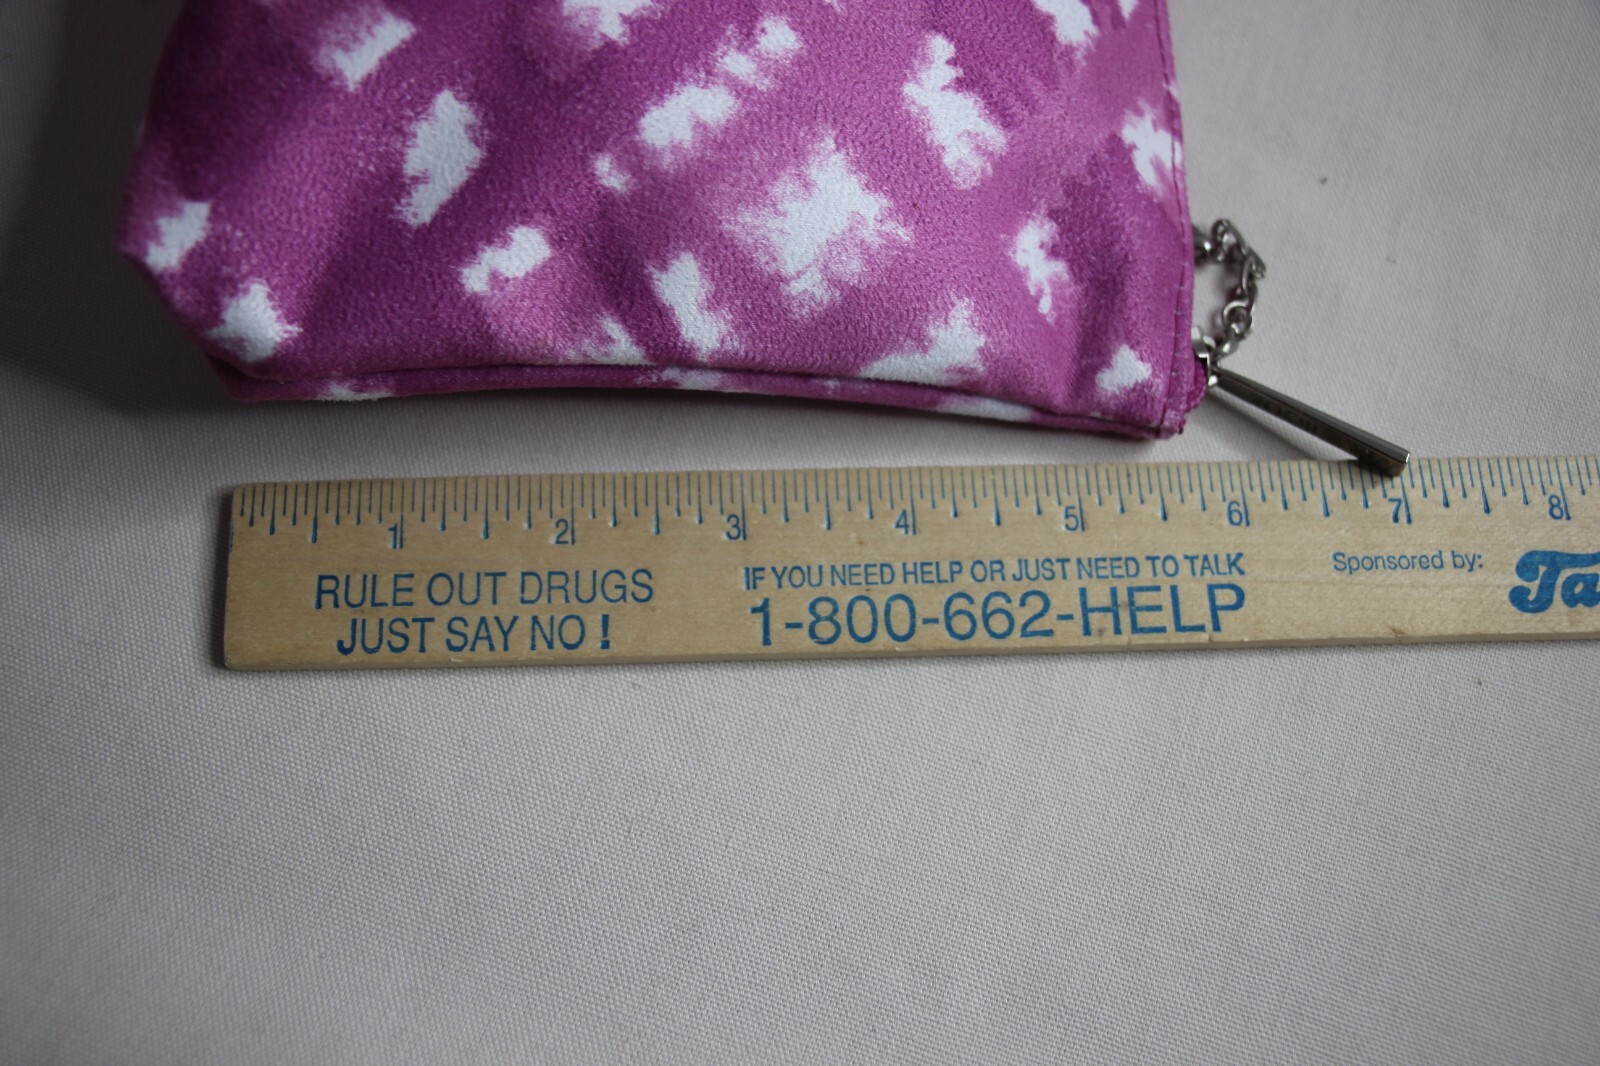 1 2 3 4 5 6 7 8
RULE OUT DRUGS
JUST SAY NO !
IF YOU NEED HELP OR JUST NEED TO TALK
1-800-662-HELP
Sponsored by:
Ta